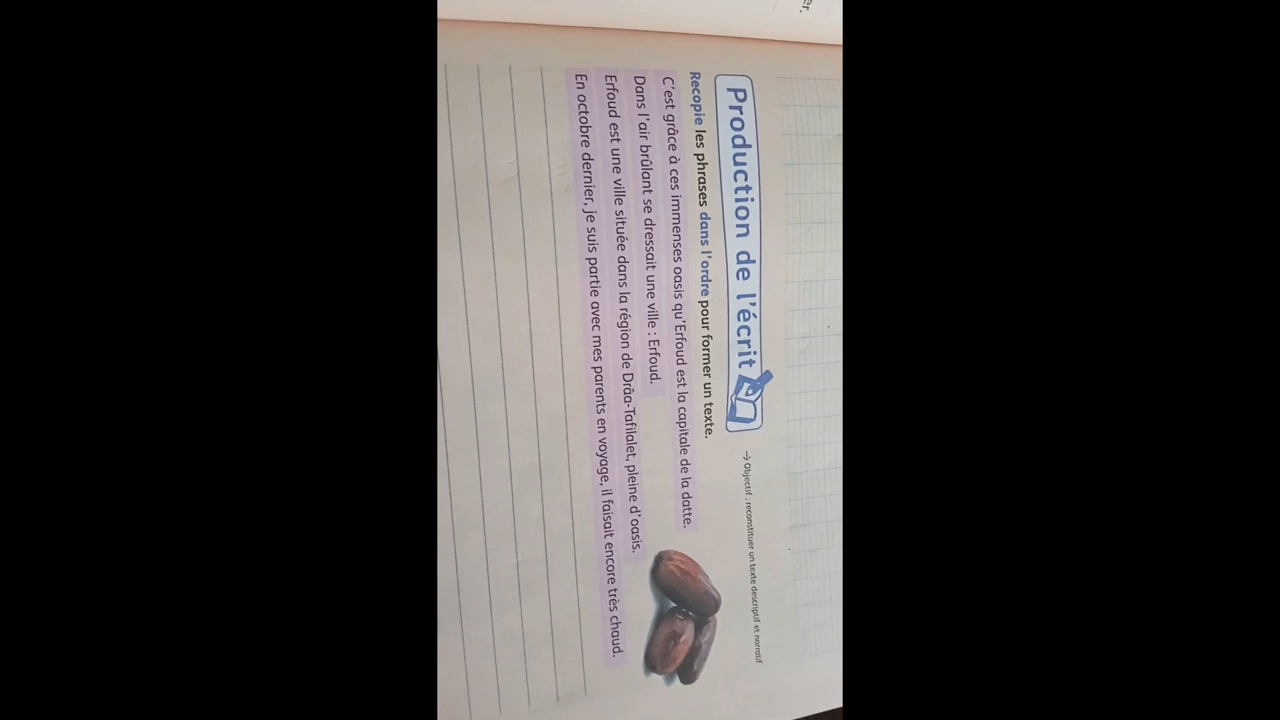 er.
Production de l'écrit
→ Objectif : reconstituer un texte descriptif et narratif
Recopie les phrases dans l'ordre pour former un texte.
C'est grâce à ces immenses oasis qu'Erfoud est la capitale de la datte.
Dans l'air brûlant se dressait une ville : Erfoud.
Erfoud est une ville située dans la région de Drâa-Tafilalet, pleine d'oasis.
En octobre dernier, je suis partie avec mes parents en voyage, il faisait encore très chaud.